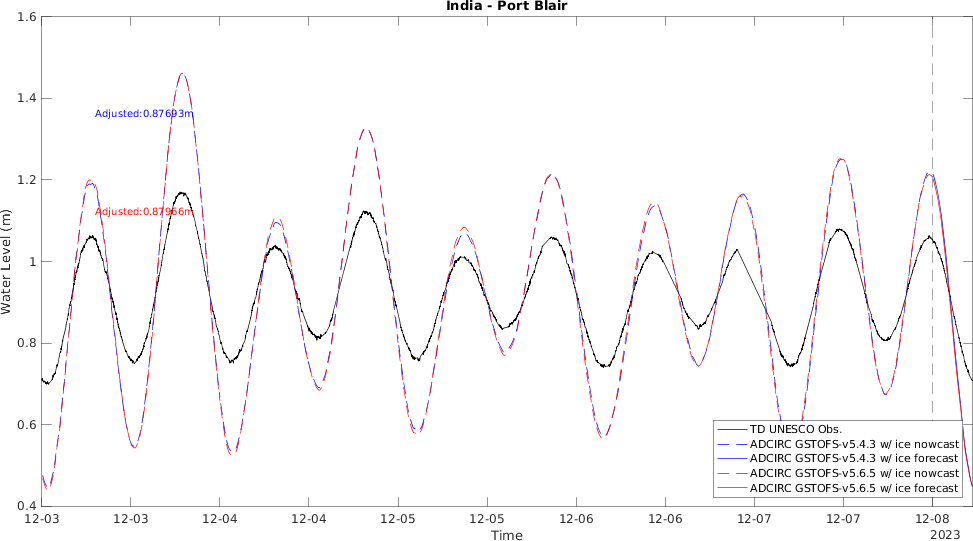 India - Port Blair
1.6
1.4
1.2
1
0.8
0.6
0.4
Water Level (m)
Adjusted:0.87693m
Adjusted:0.87966m
TD UNESCO Obs.
ADCIRC GSTOFS-v5.4.3 w/ ice nowcast
ADCIRC GSTOFS-v5.4.3 w/ ice forecast
ADCIRC GSTOFS-v5.6.5 w/ ice nowcast
ADCIRC GSTOFS-v5.6.5 w/ ice forecast
12-03 12-03 12-04 12-04 12-05 12-05 12-06 12-06 12-07 12-07 12-08
Time
2023